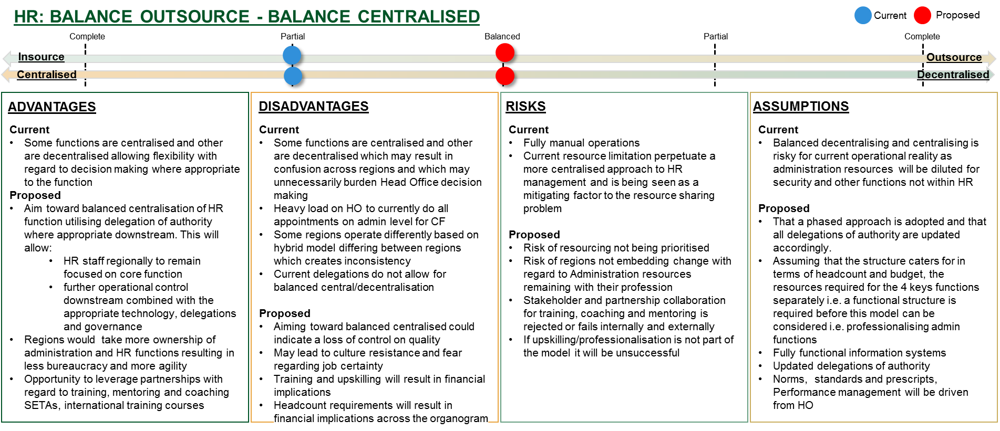 HR: BALANCE OUTSOURCE - BALANCE CENTRALISED
Current
Proposed
Complete
Partial
Balanced
Partial
Complete
Insource
Outsource
Centralised
Decentralised
ADVANTAGES
Current
• Some functions are centralised and other
are decentralised allowing flexibility with
regard to decision making where appropriate
to the function
Proposed
• Aim toward balanced centralisation of HR
function utilising delegation of authority
where appropriate downstream. This will
allow:
• HR staff regionally to remain
focused on core function
• further operational control
downstream combined with the
appropriate technology, delegations
and governance
• Regions would take more ownership of
administration and HR functions resulting in
less bureaucracy and more agility
• Opportunity to leverage partnerships with
regard to training, mentoring and coaching
SETAs, international training courses
DISADVANTAGES
Current
• Some functions are centralised and other
are decentralised which may result in
confusion across regions and which may
unnecessarily burden Head Office decision
making
• Heavy load on HO to currently do all
appointments on admin level for CF
• Some regions operate differently based on
hybrid model differing between regions
which creates inconsistency
• Current delegations do not allow for
balanced central/decentralisation
Proposed
• Aiming toward balanced centralised could
indicate a loss of control on quality
• May lead to culture resistance and fear
regarding job certainty
• Training and upskilling will result in financial
implications
• Headcount requirements will result in
financial implications across the organogram
RISKS
Current
• Fully manual operations
• Current resource limitation perpetuate a
more centralised approach to HR
management and is being seen as a
mitigating factor to the resource sharing
problem
Proposed
• Risk of resourcing not being prioritised
• Risk of regions not embedding change with
regard to Administration resources
remaining with their profession
• Stakeholder and partnership collaboration
for training, coaching and mentoring is
rejected or fails internally and externally
• If upskilling/professionalisation is not part of
the model it will be unsuccessful
ASSUMPTIONS
Current
• Balanced decentralising and centralising is
risky for current operational reality as
administration resources will be diluted for
security and other functions not within HR
Proposed
• That a phased approach is adopted and that
all delegations of authority are updated
accordingly.
• Assuming that the structure caters for in
terms of headcount and budget, the
resources required for the 4 keys functions
separately i.e. a functional structure is
required before this model can be
considered i.e. professionalising admin
functions
• Fully functional information systems
• Updated delegations of authority
• Norms, standards and prescripts,
Performance management will be driven
from HO